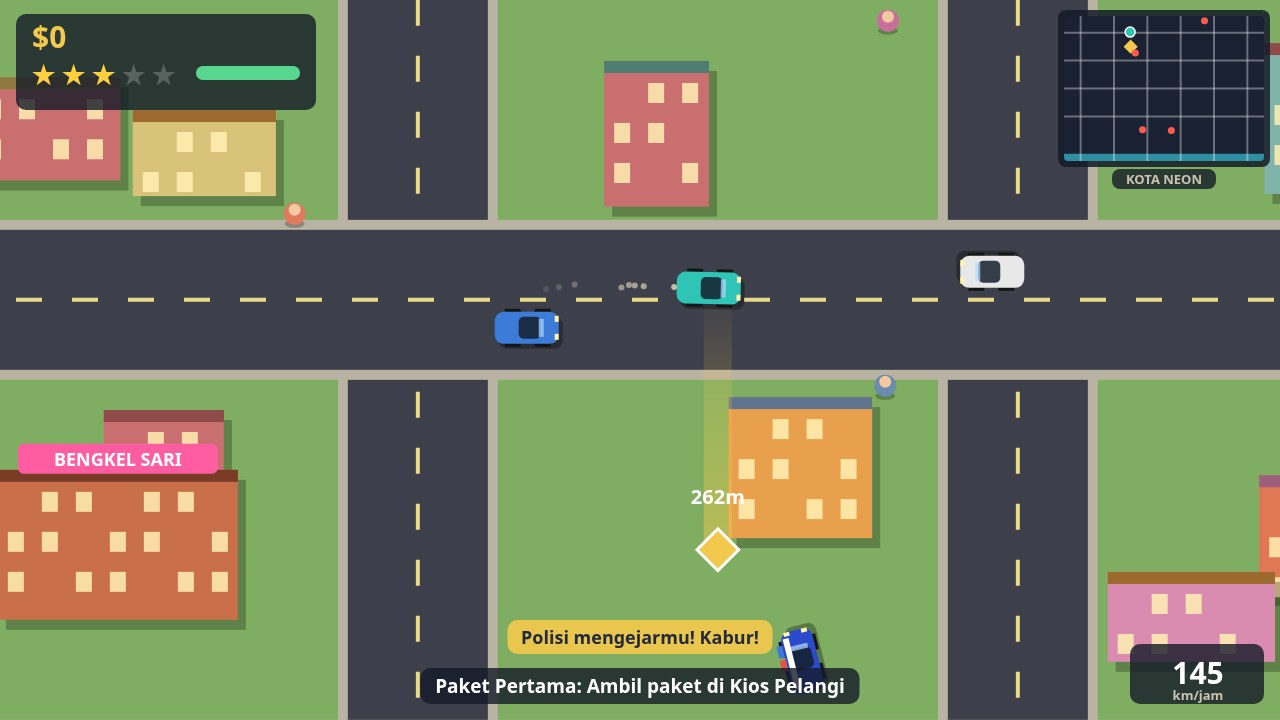 $0
KOTA NEON
BENGKEL SARI
262m
Polisi mengejarmu! Kabur!
Paket Pertama: Ambil paket di Kios Pelangi
145
km/jam